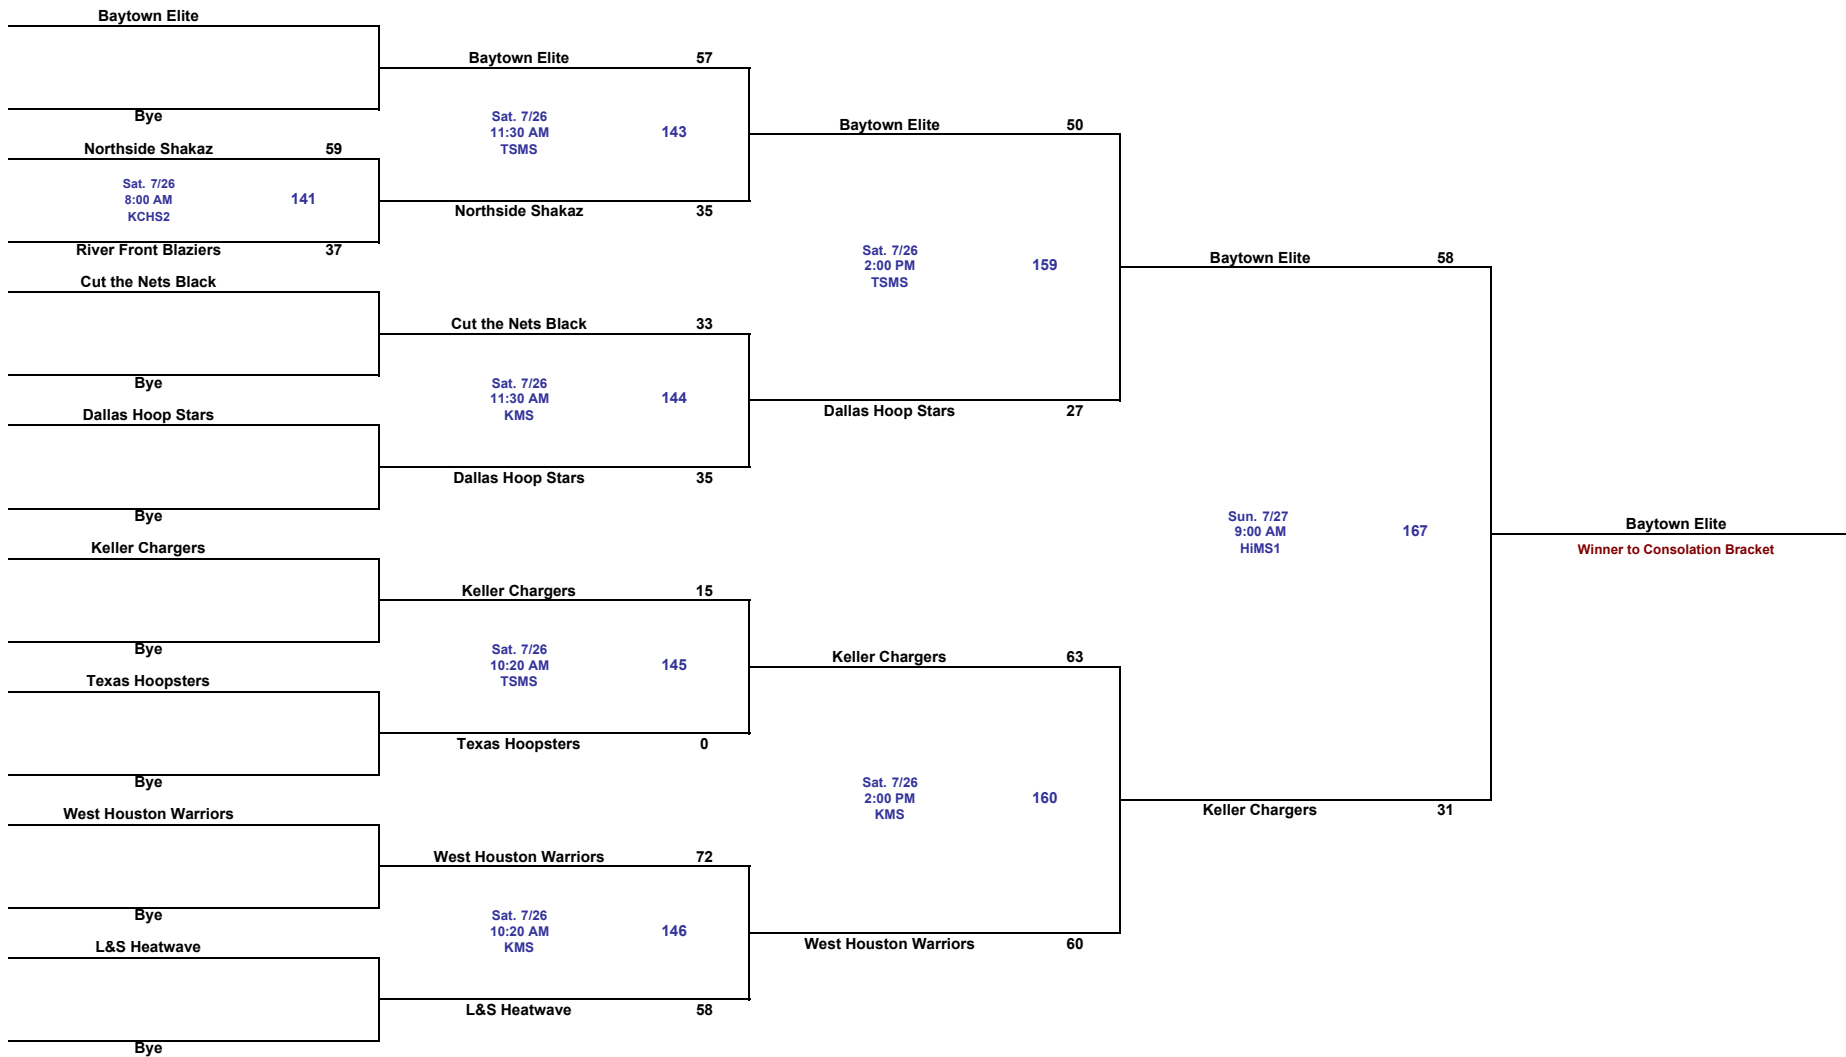 Baytown Elite
Bye
Northside Shakaz 59
Sat. 7/26
8:00 AM 141
KCHS2
River Front Blaziers 37
Cut the Nets Black
Bye
Dallas Hoop Stars
Bye
Keller Chargers
Bye
Texas Hoopsters
Bye
West Houston Warriors
Bye
L&S Heatwave
Bye
Baytown Elite 57
Sat. 7/26
11:30 AM 143
TSMS
Northside Shakaz 35
Cut the Nets Black 33
Sat. 7/26
11:30 AM 144
KMS
Dallas Hoop Stars 35
Keller Chargers 15
Sat. 7/26
10:20 AM 145
TSMS
Texas Hoopsters 0
West Houston Warriors 72
Sat. 7/26
10:20 AM 146
KMS
L&S Heatwave 58
Baytown Elite 50
Sat. 7/26
2:00 PM 159
TSMS
Dallas Hoop Stars 27
Keller Chargers 63
Sat. 7/26
2:00 PM 160
KMS
West Houston Warriors 60
Baytown Elite 58
Sun. 7/27
9:00 AM 167
HiMS1
Keller Chargers 31
Baytown Elite
Winner to Consolation Bracket